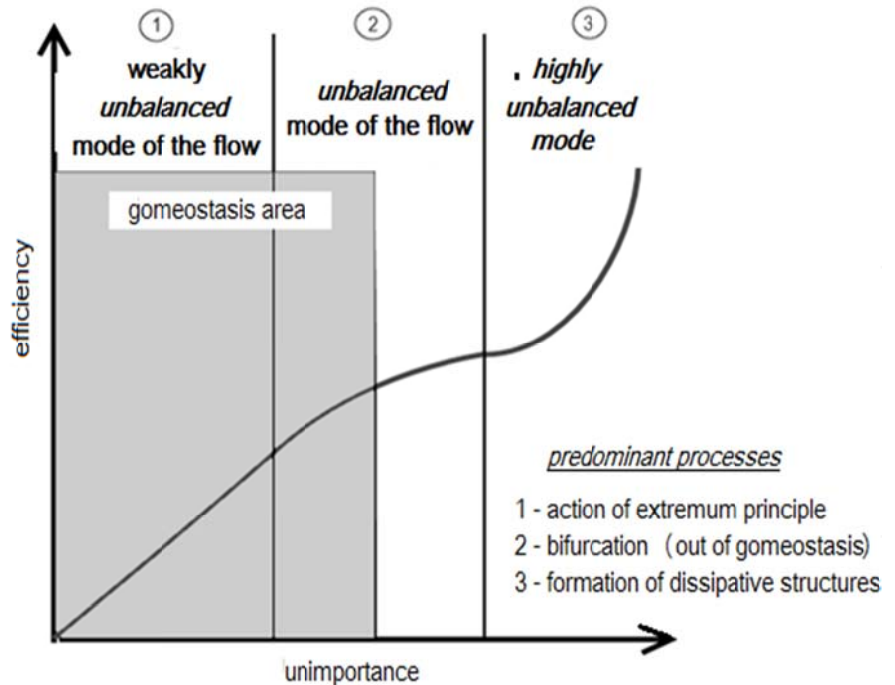 1
weakly
unbalanced
mode of the flow
2
unbalanced
mode of the flow
3
. highly
unbalanced
mode
gomeostasis area
efficiency
predominant processes
1 - action of extremum principle
2 - bifurcation (out of gomeostasis)
3 - formation of dissipative structures
unimportance